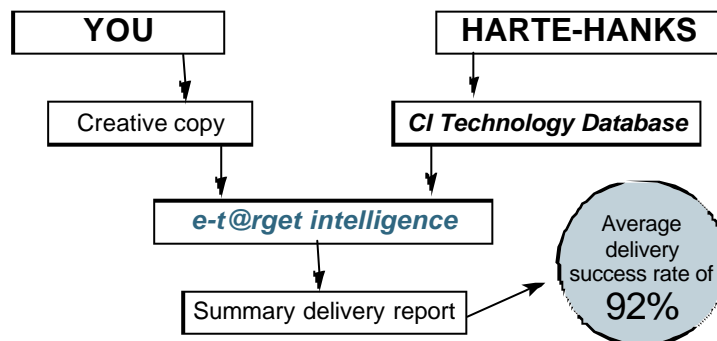 YOU
HARTE-HANKS
Creative copy
CI Technology Database
e-t@rget intelligence
Summary delivery report
Average
delivery
success rate of
92%